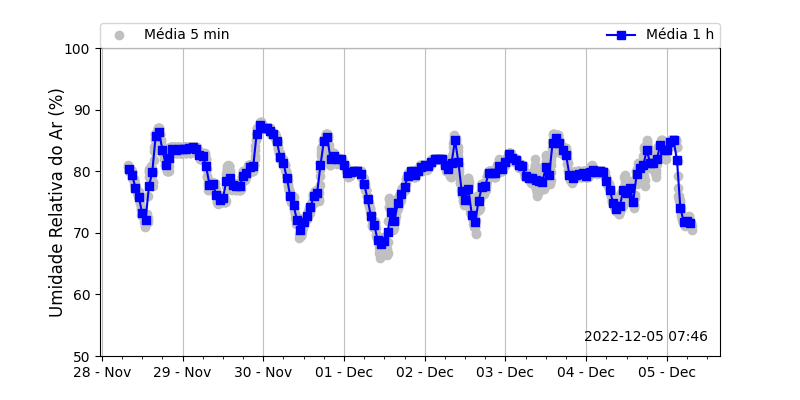 Média 5 min
Média 1 h
100
90
80
70
60
50
Umidade Relativa do Ar (%)
2022-12-05 07:46
28 - Nov
29 - Nov
30 - Nov
01 - Dec
02 - Dec
03 - Dec
04 - Dec
05 - Dec